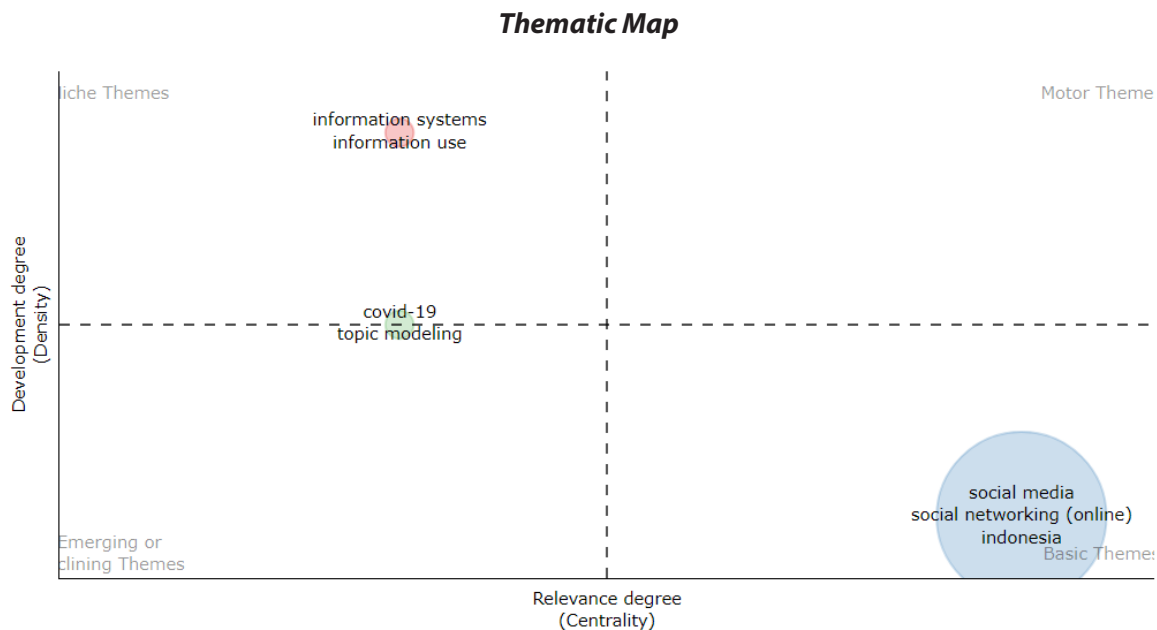 Thematic Map
liche Themes
Motor Theme
information systems
information use
Development degree
(Density)
covid-19
topic modeling
social media
social networking (online)
indonesia
Emerging or
clining Themes
Basic Themes
Relevance degree
(Centrality)